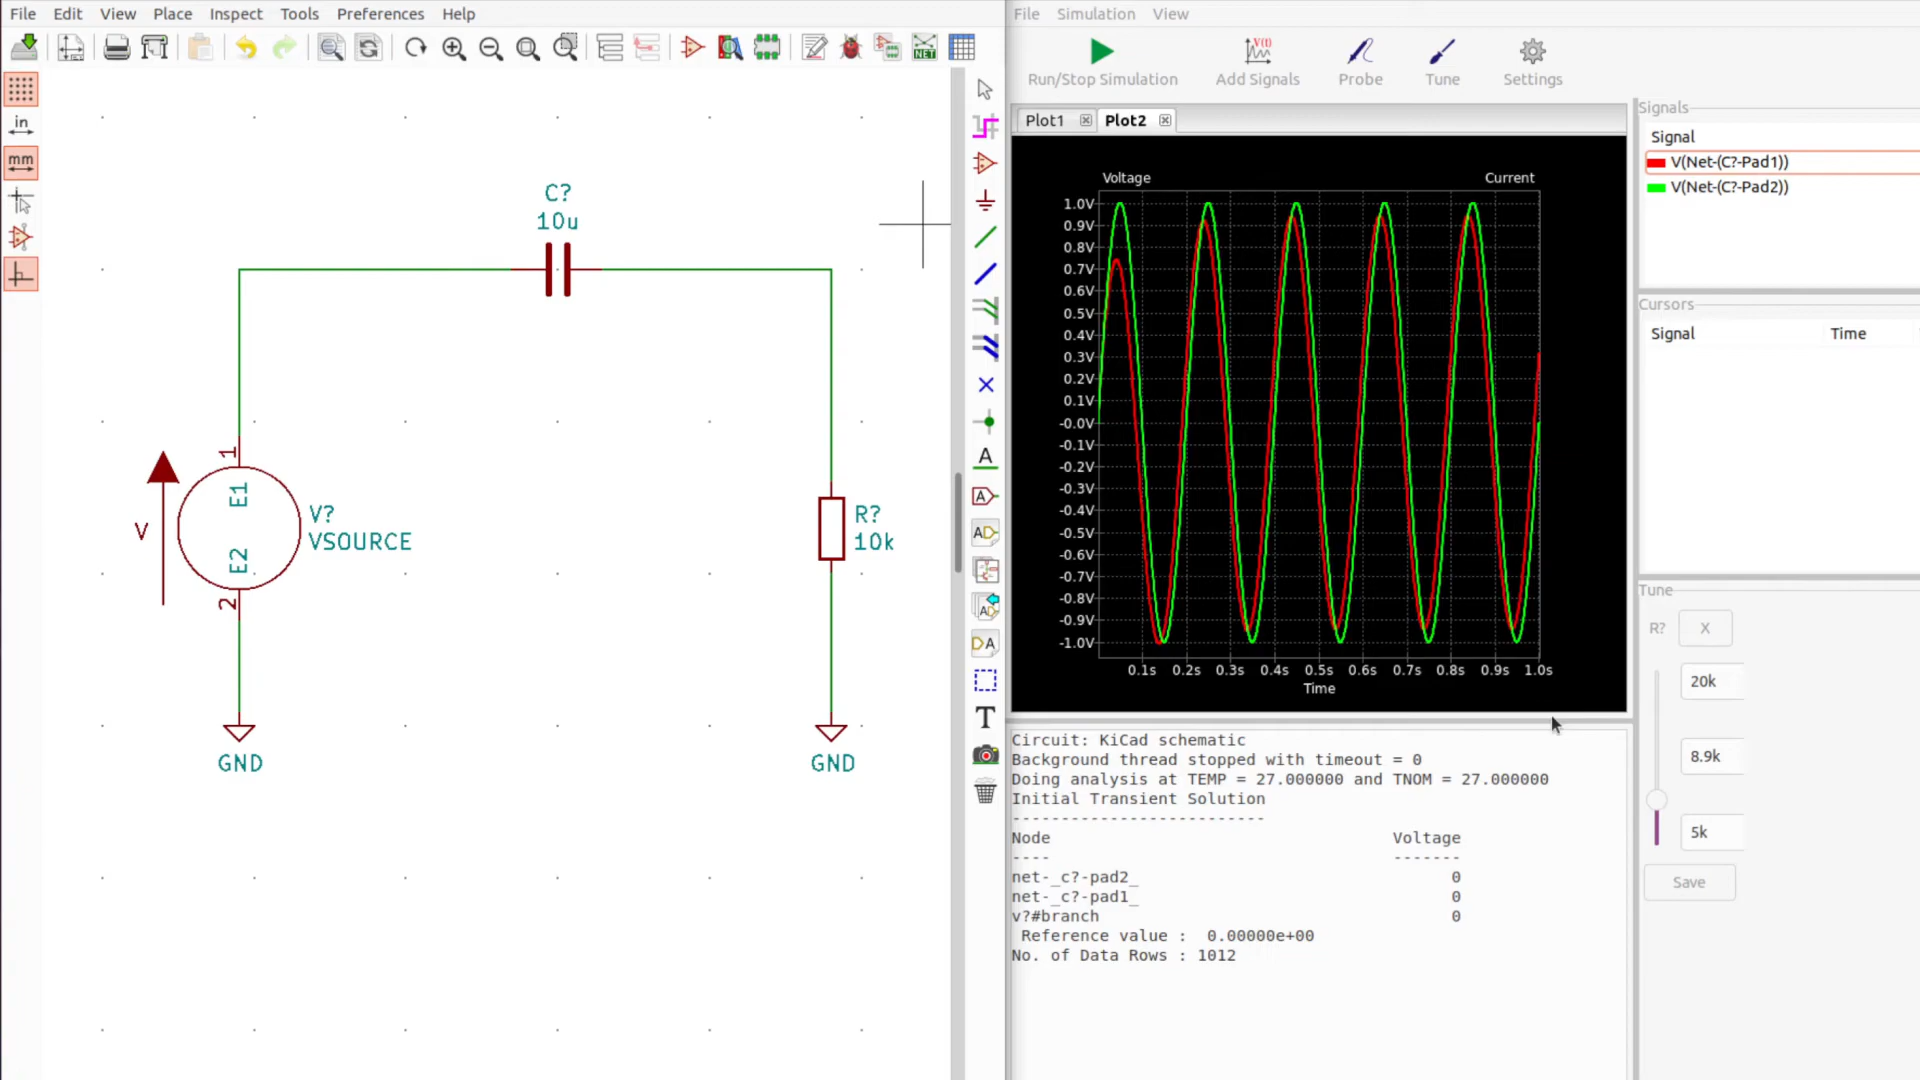 File Edit View Place Inspect Tools Preferences Help
in
mm
C?
10u
1
E1
V
V?
VSOURCE
E2
2
GND
R?
10k
GND
A
A
AD
AD
DA
T
NET
File Simulation View
V(t)
Run/Stop Simulation Add Signals Probe Tune Settings
Plot1 Plot2
Voltage Current
1.0V
0.9V
0.8V
0.7V
0.6V
0.5V
0.4V
0.3V
0.2V
0.1V
-0.0V
-0.1V
-0.2V
-0.3V
-0.4V
-0.5V
-0.6V
-0.7V
-0.8V
-0.9V
-1.0V
0.1s 0.2s 0.3s 0.4s 0.5s 0.6s 0.7s 0.8s 0.9s 1.0s
Time
Circuit: KiCad schematic
Background thread stopped with timeout = 0
Doing analysis at TEMP = 27.000000 and TNOM = 27.000000
Initial Transient Solution
--------------------------
Node Voltage
---- -------
net-_c?-pad2_ 0
net-_c?-pad1_ 0
v?#branch 0
Reference value : 0.00000e+00
No. of Data Rows : 1012
Signals
Signal
V(Net-(C?-Pad1))
V(Net-(C?-Pad2))
Cursors
Signal Time
Tune
R? X
20k
8.9k
5k
Save